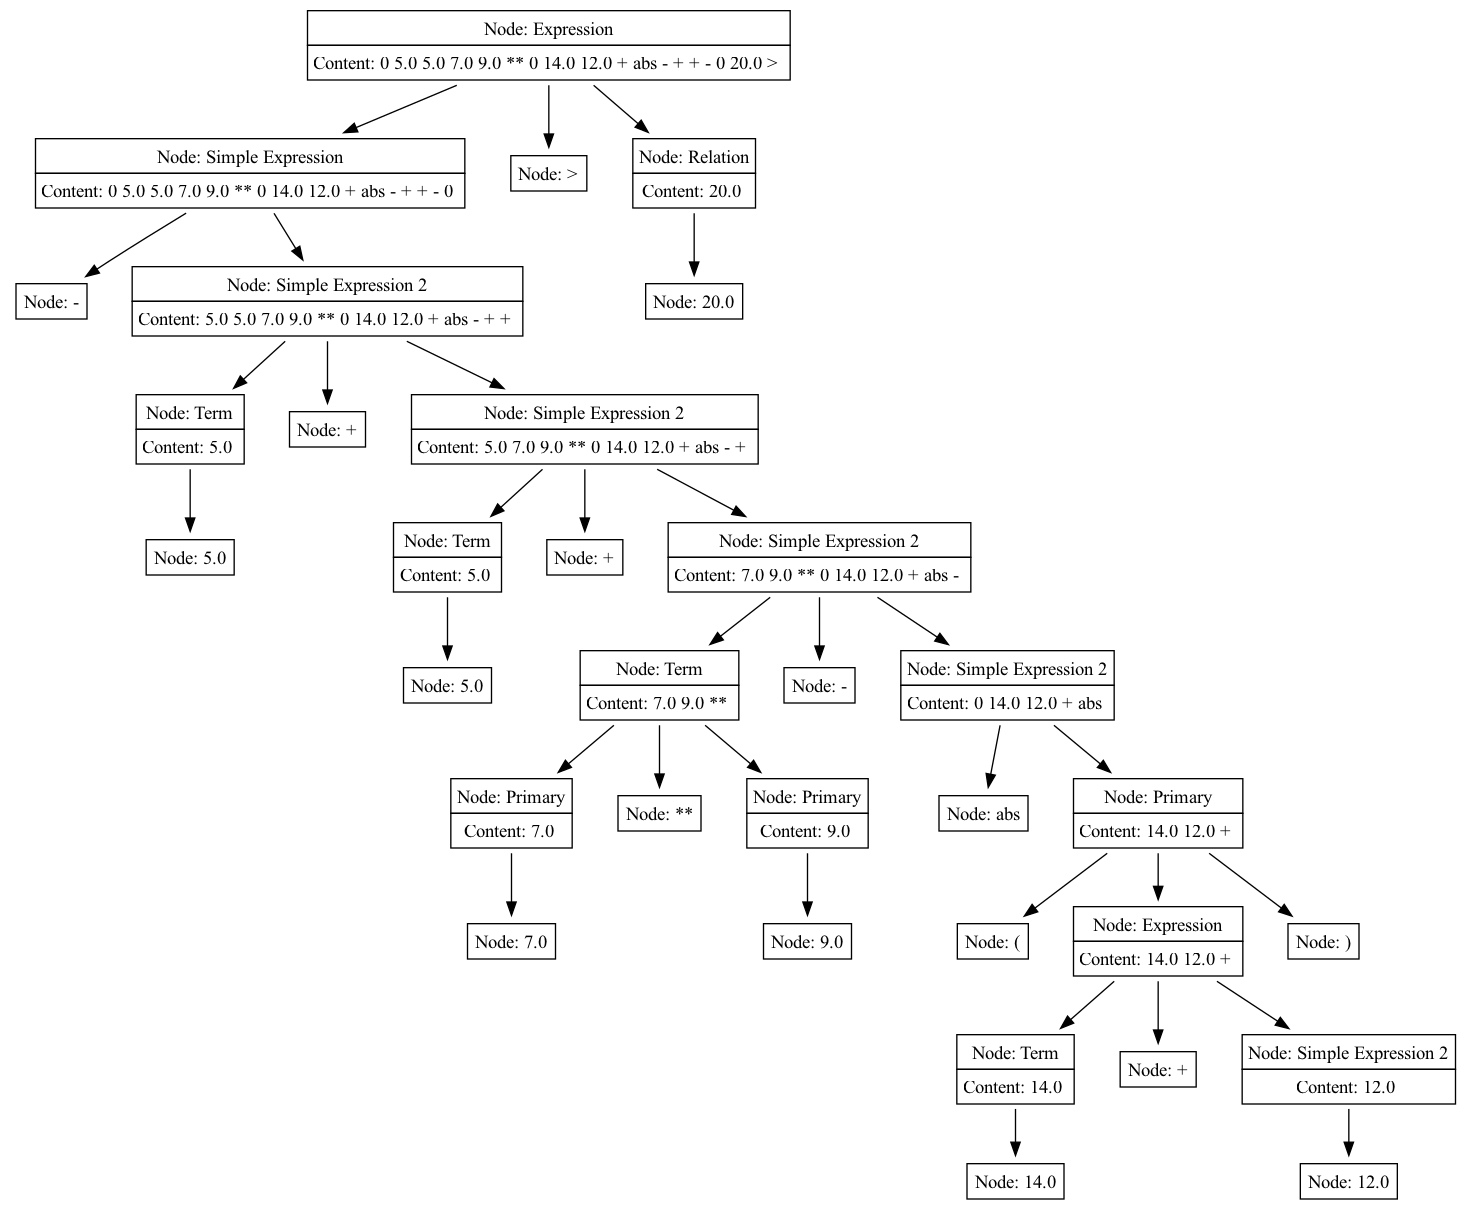 Node: Expression
Content: 0 5.0 5.0 7.0 9.0 ** 0 14.0 12.0 + abs - + + - 0 20.0 >
Node: Simple Expression
Content: 0 5.0 5.0 7.0 9.0 ** 0 14.0 12.0 + abs - + + - 0
Node: >
Node: Relation
Content: 20.0
Node: -
Node: Simple Expression 2
Content: 5.0 5.0 7.0 9.0 ** 0 14.0 12.0 + abs - + +
Node: 20.0
Node: Term
Content: 5.0
Node: +
Node: Simple Expression 2
Content: 5.0 7.0 9.0 ** 0 14.0 12.0 + abs - +
Node: 5.0
Node: Term
Content: 5.0
Node: +
Node: Simple Expression 2
Content: 7.0 9.0 ** 0 14.0 12.0 + abs -
Node: 5.0
Node: Term
Content: 7.0 9.0 **
Node: -
Node: Simple Expression 2
Content: 0 14.0 12.0 + abs
Node: Primary
Content: 7.0
Node: **
Node: Primary
Content: 9.0
Node: abs
Node: Primary
Content: 14.0 12.0 +
Node: 7.0
Node: 9.0
Node: (
Node: Expression
Content: 14.0 12.0 +
Node: )
Node: Term
Content: 14.0
Node: +
Node: Simple Expression 2
Content: 12.0
Node: 14.0
Node: 12.0